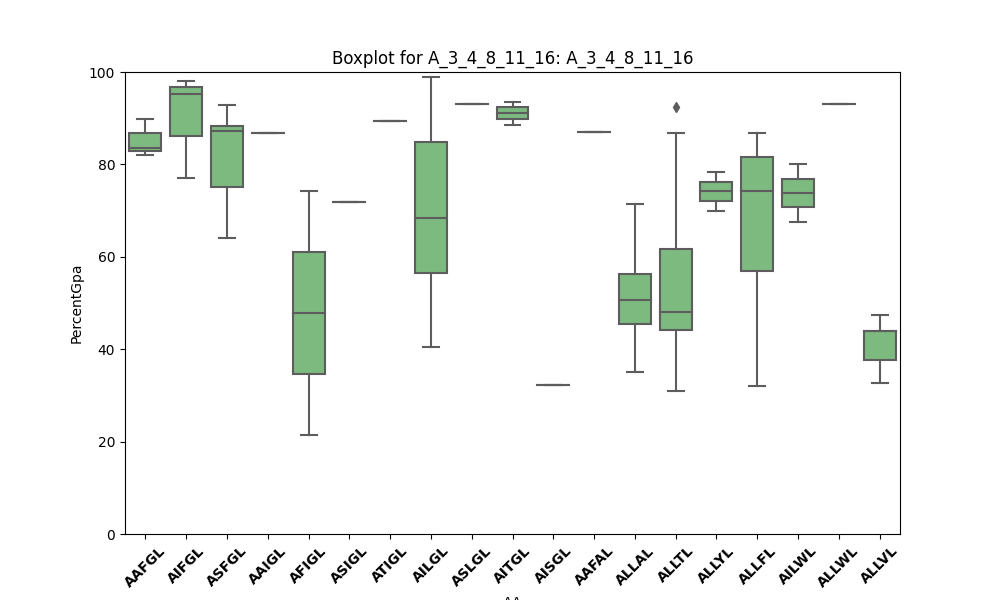 Boxplot for A_3_4_8_11_16: A_3_4_8_11_16
100
80
60
40
20
0
PercentGpa
AAFGL
AIFGL
ASFGL
AAIGL
AFIGL
ASIGL
ATIGL
AILGL
ASLGL
AITGL
AISGL
AAFAL
ALLAL
ALLTL
ALLYL
ALLFL
AILWL
ALLWL
ALLVL